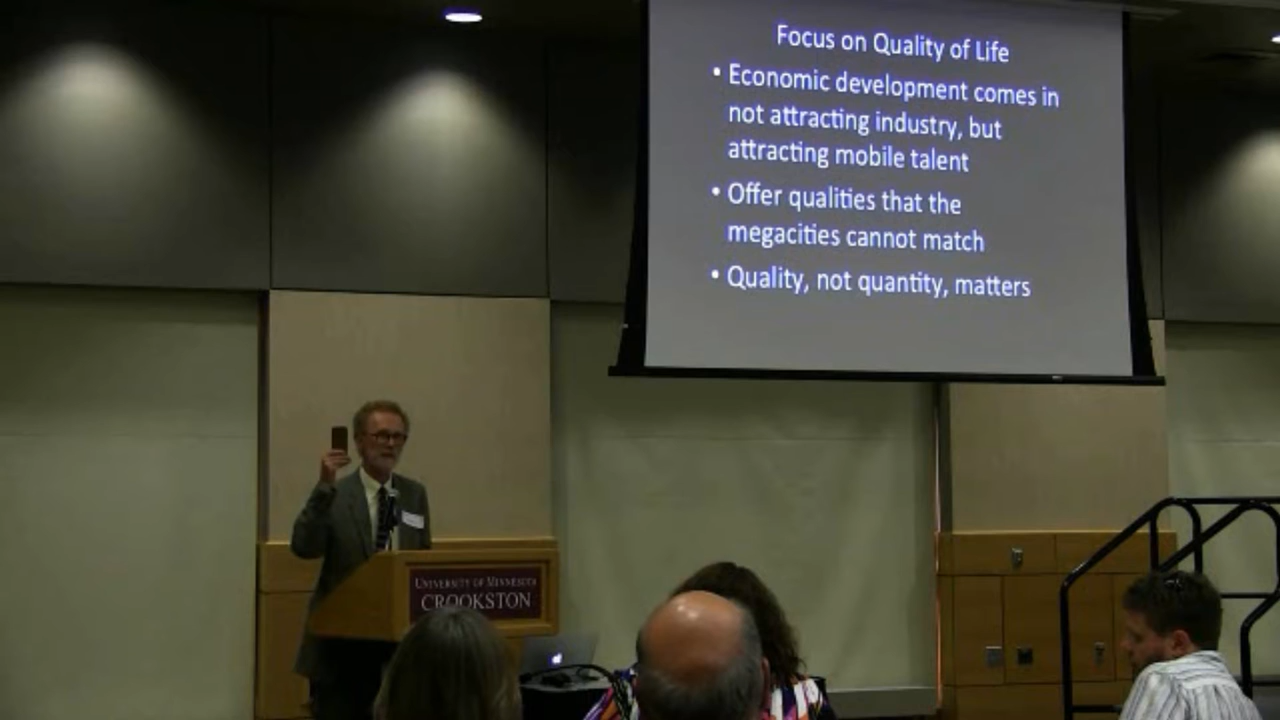 Focus on Quality of Life
• Economic development comes in
not attracting industry, but
attracting mobile talent
• Offer qualities that the
megacities cannot match
• Quality, not quantity, matters
UNIVERSITY OF MINNESOTA
CROOKSTON